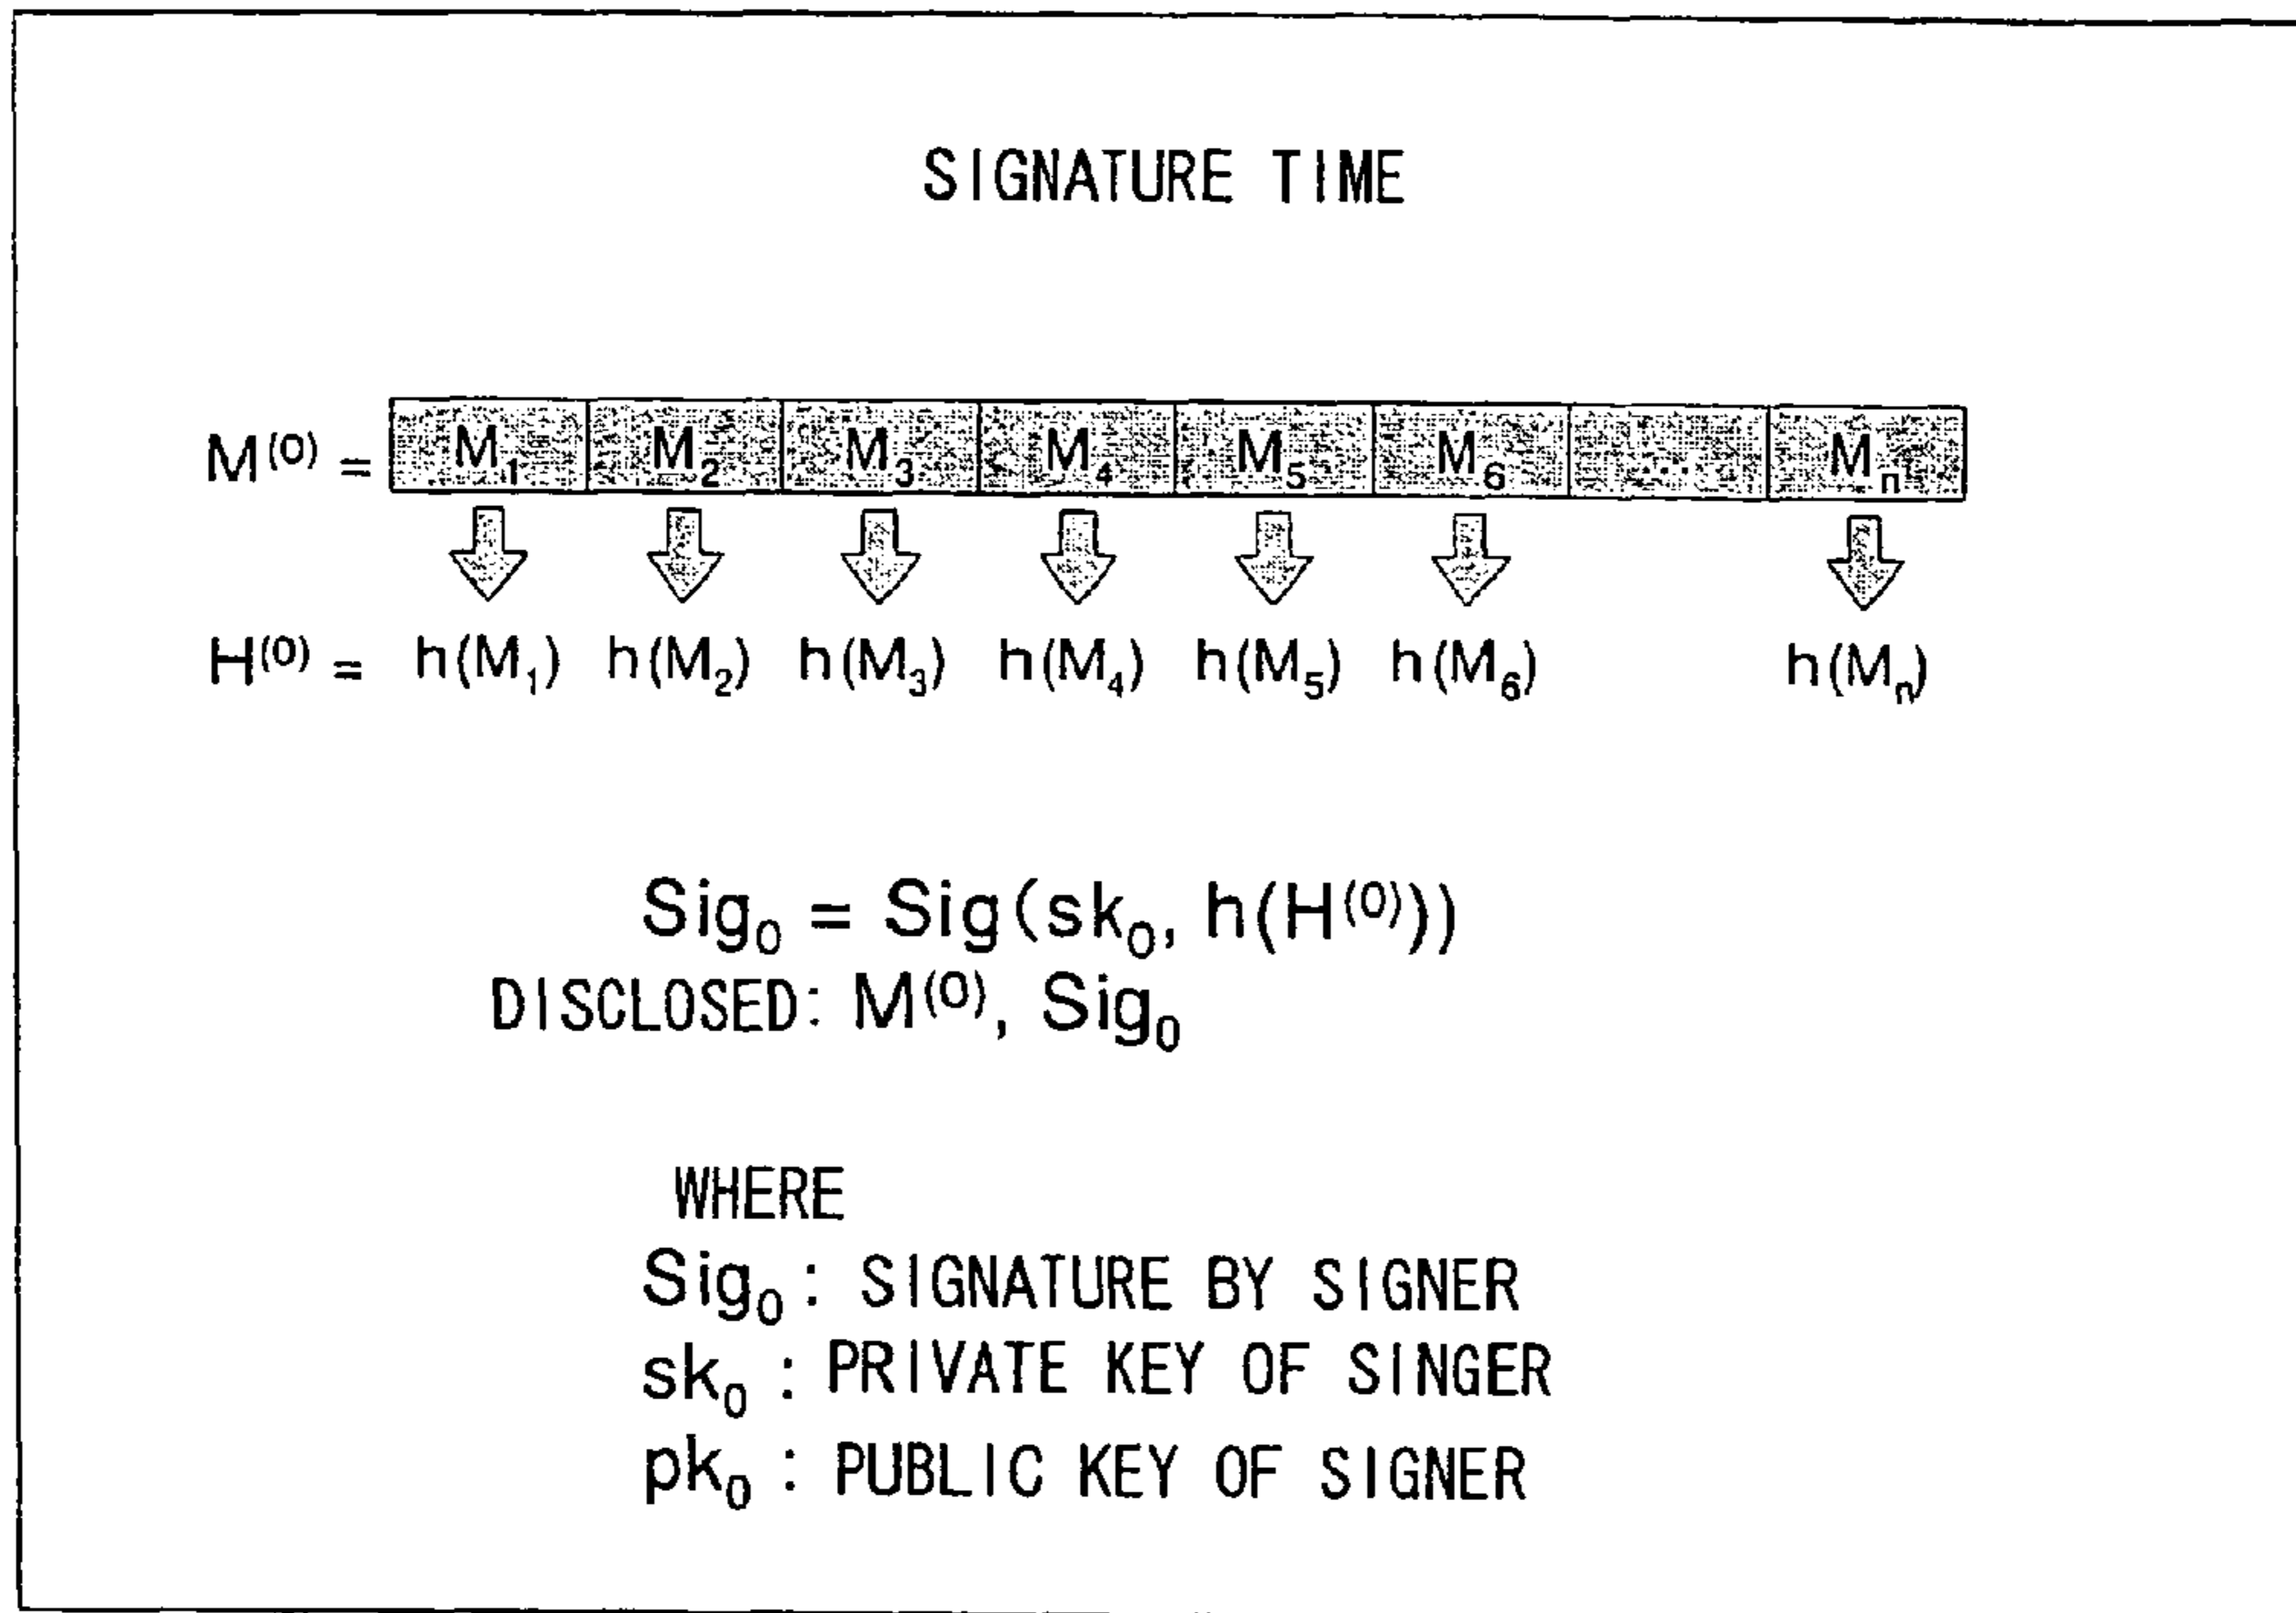 SIGNATURE TIME
M⁽⁰⁾ = M₁ M₂ M₃ M₄ M₅ M₆ ... Mₙ
H⁽⁰⁾ = h(M₁) h(M₂) h(M₃) h(M₄) h(M₅) h(M₆) h(Mₙ)
Sig₀ = Sig(sk₀, h(H⁽⁰⁾))
DISCLOSED: M⁽⁰⁾, Sig₀
WHERE
Sig₀ : SIGNATURE BY SIGNER
sk₀ : PRIVATE KEY OF SINGER
pk₀ : PUBLIC KEY OF SIGNER